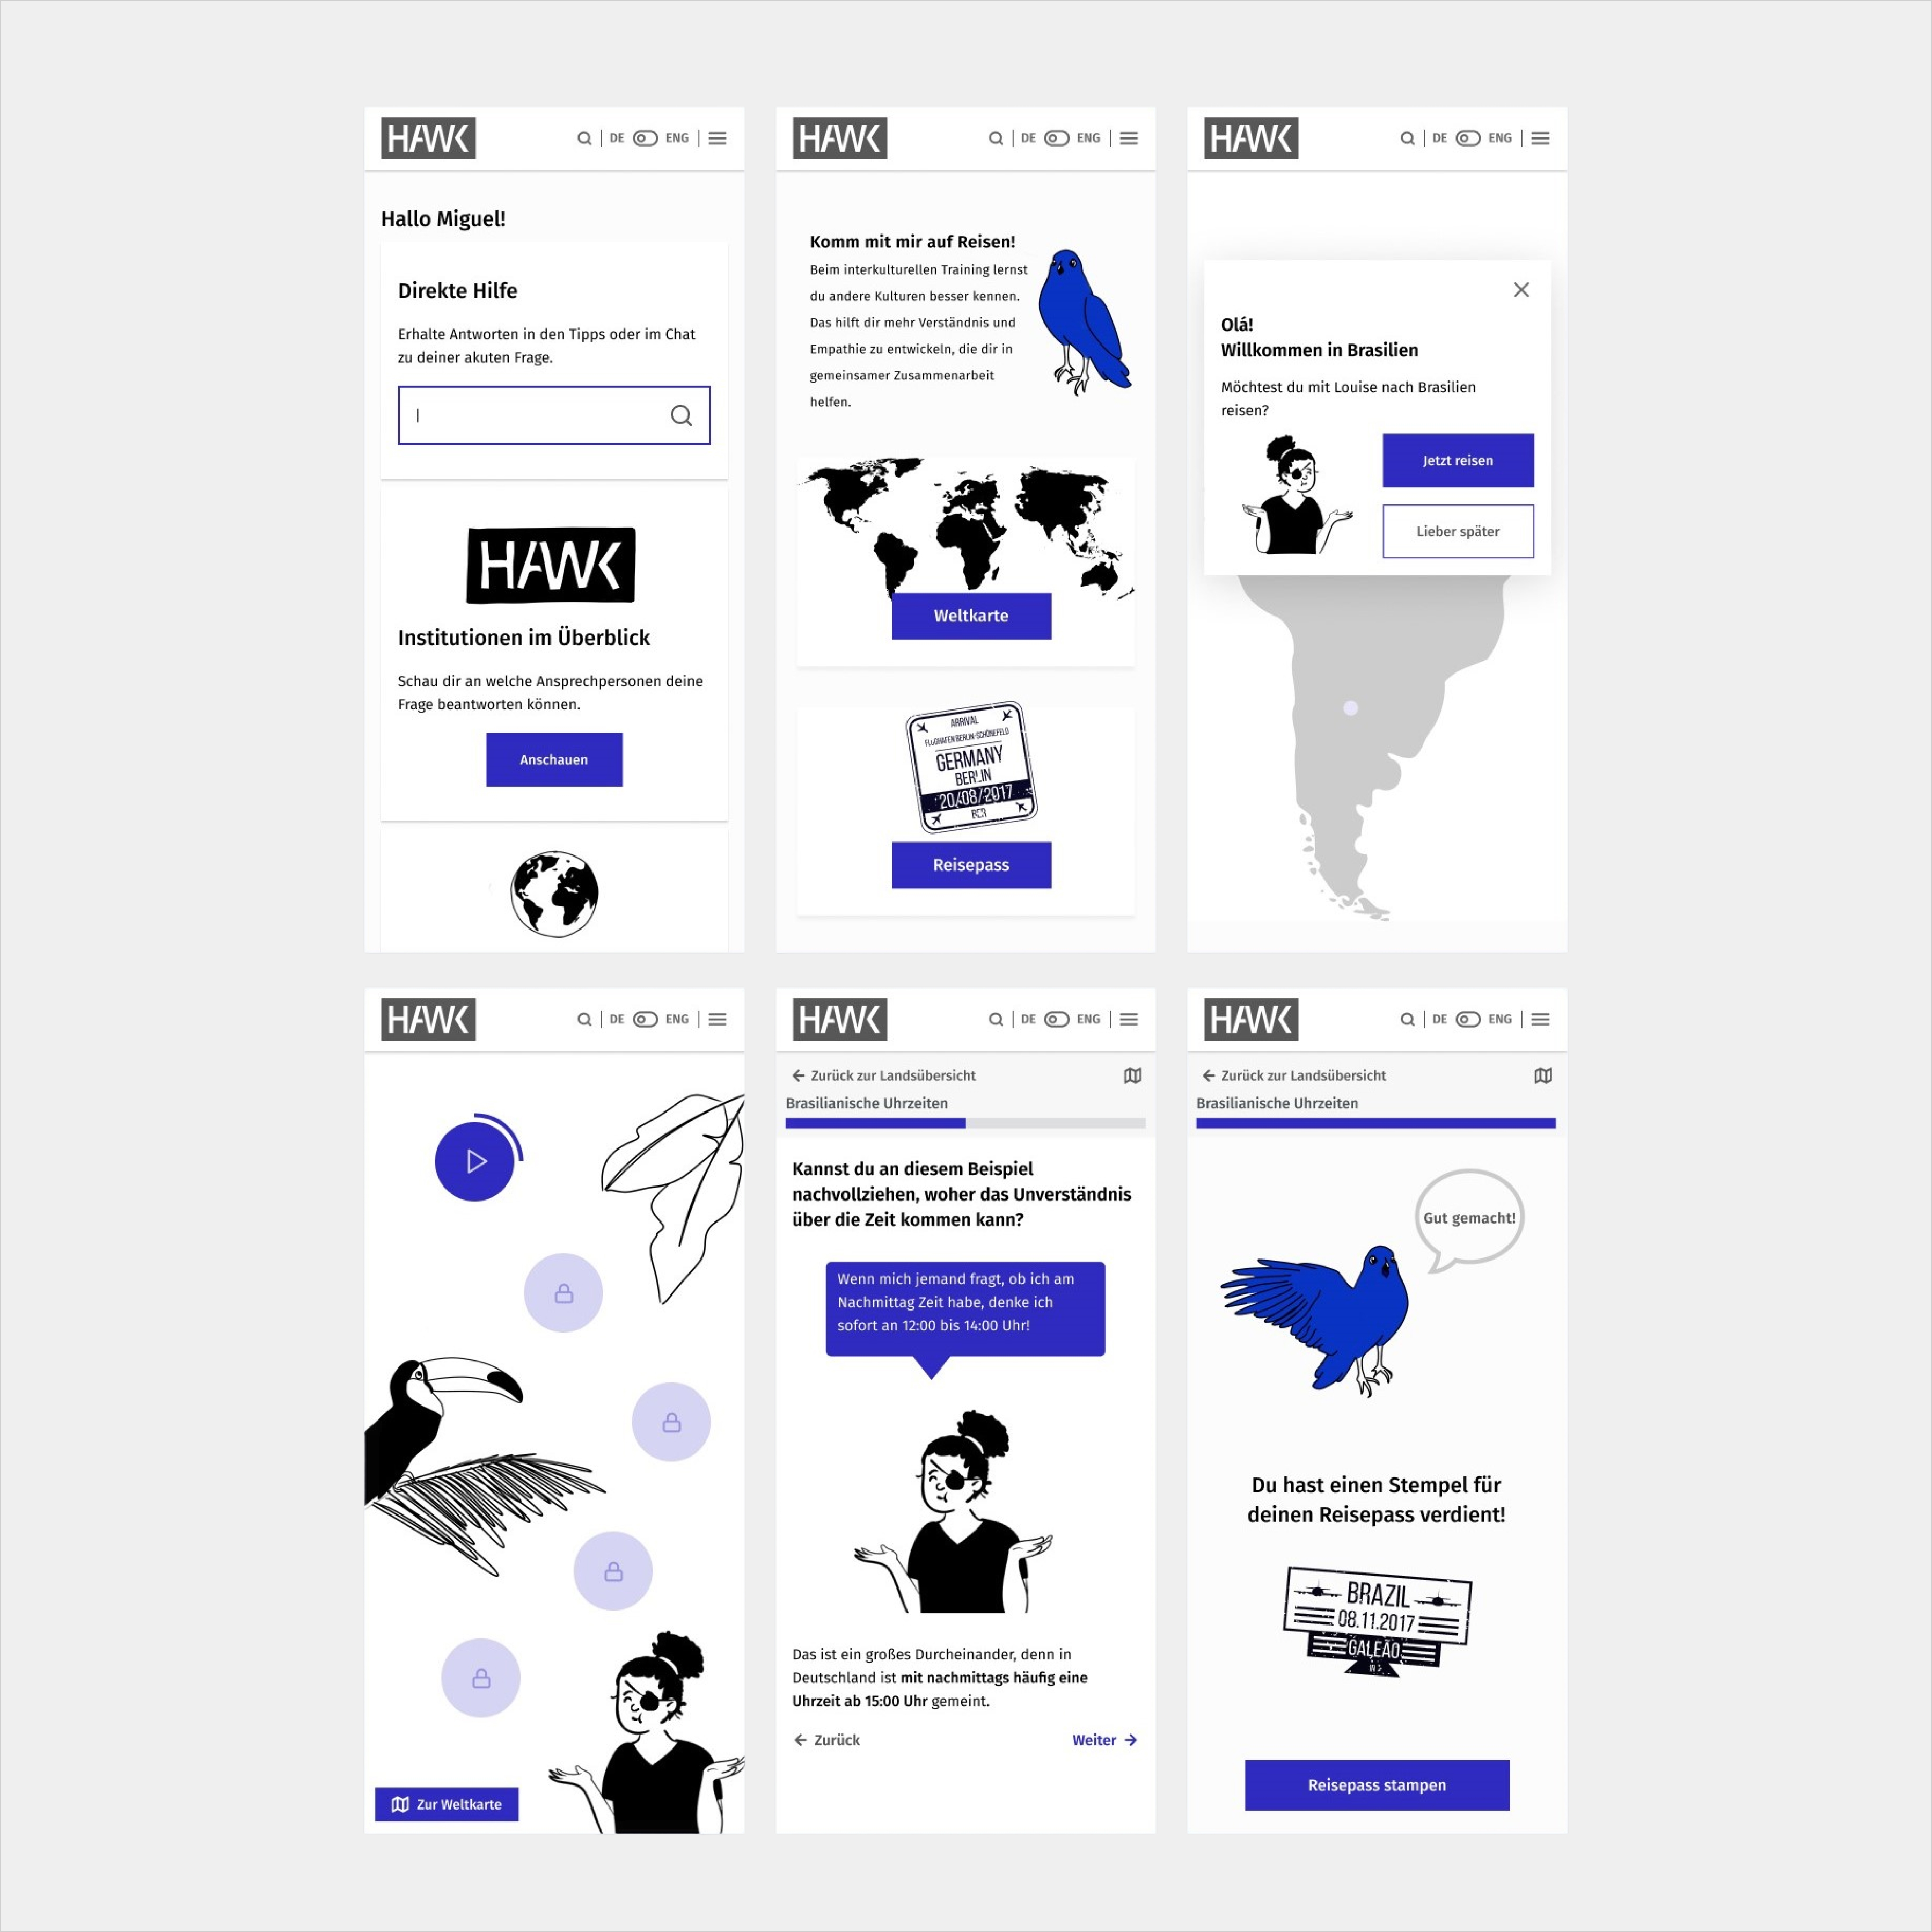 HAWK
DE ENG
Hallo Miguel!
Direkte Hilfe
Erhalte Antworten in den Tipps oder im Chat
zu deiner akuten Frage.
HAWK
Institutionen im Überblick
Schau dir an welche Ansprechpersonen deine
Frage beantworten können.
Anschauen
HAWK
DE ENG
Komm mit mir auf Reisen!
Beim interkulturellen Training lernst
du andere Kulturen besser kennen.
Das hilft dir mehr Verständnis und
Empathie zu entwickeln, die dir in
gemeinsamer Zusammenarbeit
helfen.
Weltkarte
ARRIVAL
FLUGHAFEN BERLIN-SCHÖNEFELD
GERMANY
BERLIN
20/08/2017
BER
Reisepass
HAWK
DE ENG
Olá!
Willkommen in Brasilien
Möchtest du mit Louise nach Brasilien
reisen?
Jetzt reisen
Lieber später
HAWK
DE ENG
Zur Weltkarte
HAWK
DE ENG
Zurück zur Landsübersicht
Brasilianische Uhrzeiten
Kannst du an diesem Beispiel
nachvollziehen, woher das Unverständnis
über die Zeit kommen kann?
Wenn mich jemand fragt, ob ich am
Nachmittag Zeit habe, denke ich
sofort an 12:00 bis 14:00 Uhr!
Das ist ein großes Durcheinander, denn in
Deutschland ist mit nachmittags häufig eine
Uhrzeit ab 15:00 Uhr gemeint.
Zurück Weiter
HAWK
DE ENG
Zurück zur Landsübersicht
Brasilianische Uhrzeiten
Gut gemacht!
Du hast einen Stempel für
deinen Reisepass verdient!
BRAZIL
08.11.2017
GALEÃO
Reisepass stampen